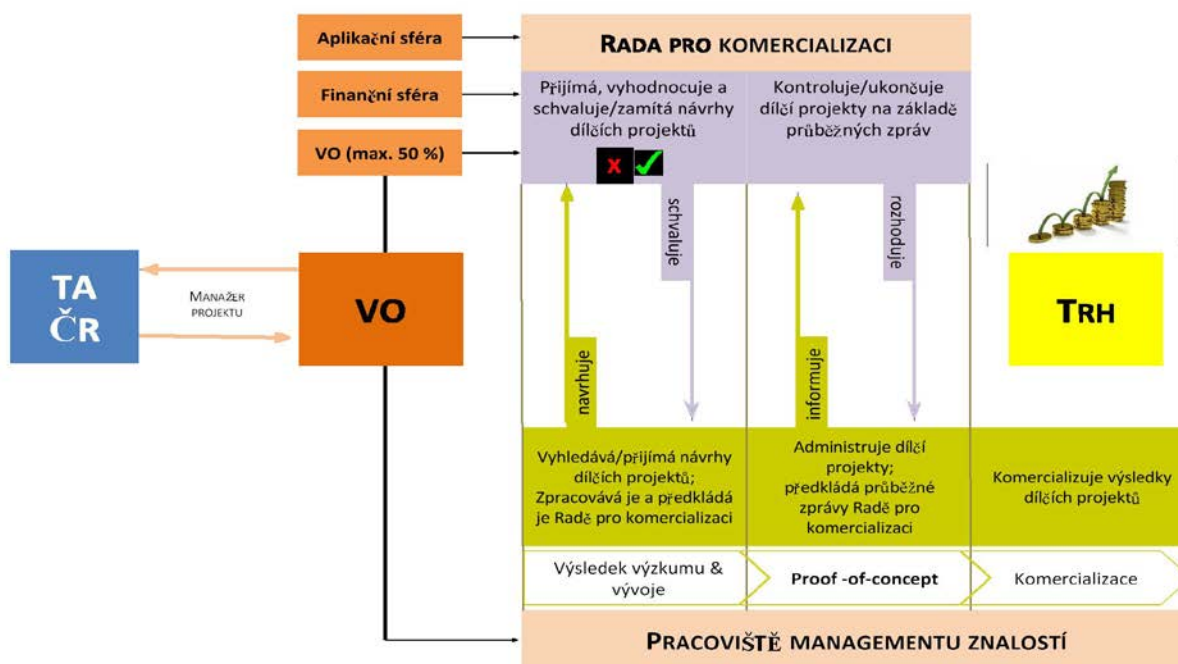 Aplikační sféra
Finanční sféra
VO (max. 50 %)
RADA PRO KOMERCIALIZACI
Přijímá, vyhodnocuje a
schvaluje/zamítá návrhy
dílčích projektů
X
Kontroluje/ukončuje
dílčí projekty na základě
průběžných zpráv
schvaluje
rozhoduje
TA
ČR
MANAŽER
PROJEKTU
VO
TRH
navrhuje
informuje
Vyhledává/přijímá návrhy
dílčích projektů;
Zpracovává je a předkládá
je Radě pro komercializaci
Administruje dílčí
projekty;
předkládá průběžné
zprávy Radě pro
komercializaci
Komercializuje výsledky
dílčích projektů
Výsledek výzkumu &
vývoje
Proof -of-concept
Komercializace
PRACOVIŠTĚ MANAGEMENTU ZNALOSTÍ